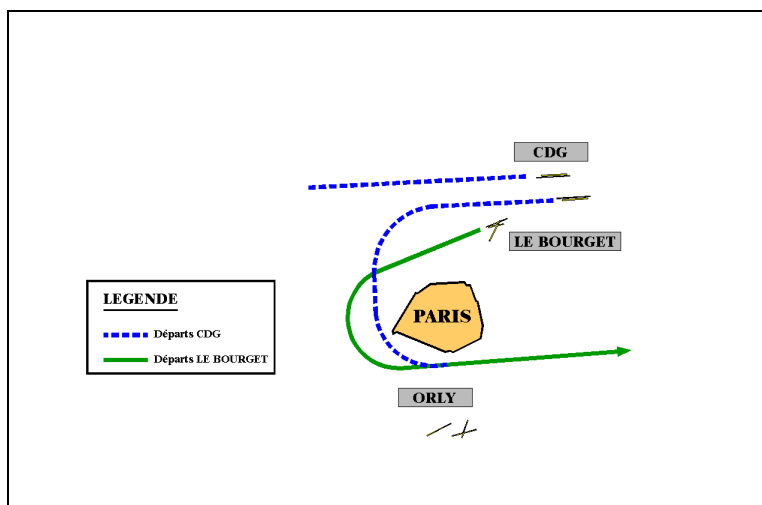 CDG
LE BOURGET
LEGENDE
Départs CDG
Départs LE BOURGET
PARIS
ORLY